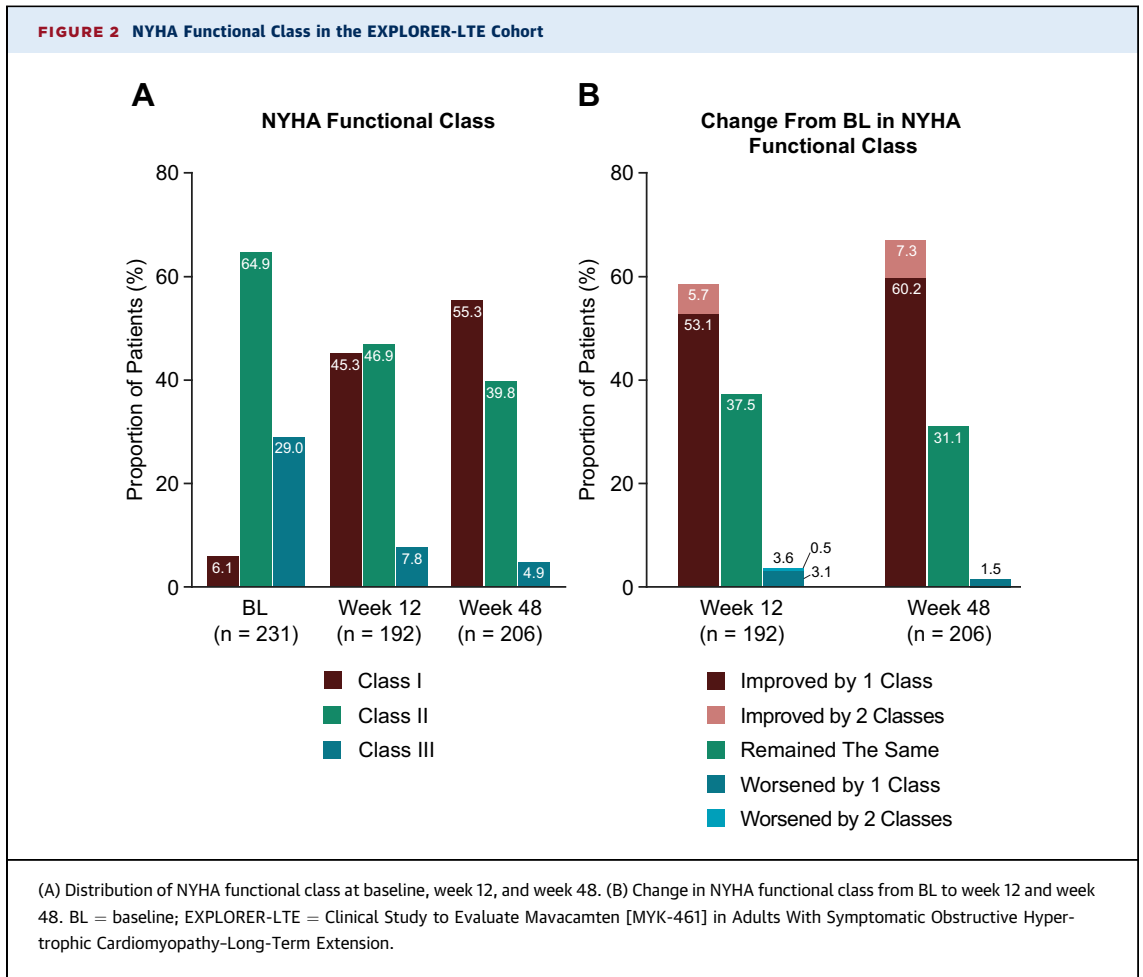 FIGURE 2 NYHA Functional Class in the EXPLORER-LTE Cohort
A
NYHA Functional Class
Proportion of Patients (%)
80
60
40
20
0
6.1
64.9
29.0
45.3
46.9
7.8
55.3
39.8
4.9
BL
(n = 231)
Week 12
(n = 192)
Week 48
(n = 206)
Class I
Class II
Class III
B
Change From BL in NYHA
Functional Class
Proportion of Patients (%)
80
60
40
20
0
5.7
53.1
37.5
3.6
0.5
3.1
7.3
60.2
31.1
1.5
Week 12
(n = 192)
Week 48
(n = 206)
Improved by 1 Class
Improved by 2 Classes
Remained The Same
Worsened by 1 Class
Worsened by 2 Classes
(A) Distribution of NYHA functional class at baseline, week 12, and week 48. (B) Change in NYHA functional class from BL to week 12 and week
48. BL = baseline; EXPLORER-LTE = Clinical Study to Evaluate Mavacamten [MYK-461] in Adults With Symptomatic Obstructive Hyper-
trophic Cardiomyopathy–Long-Term Extension.